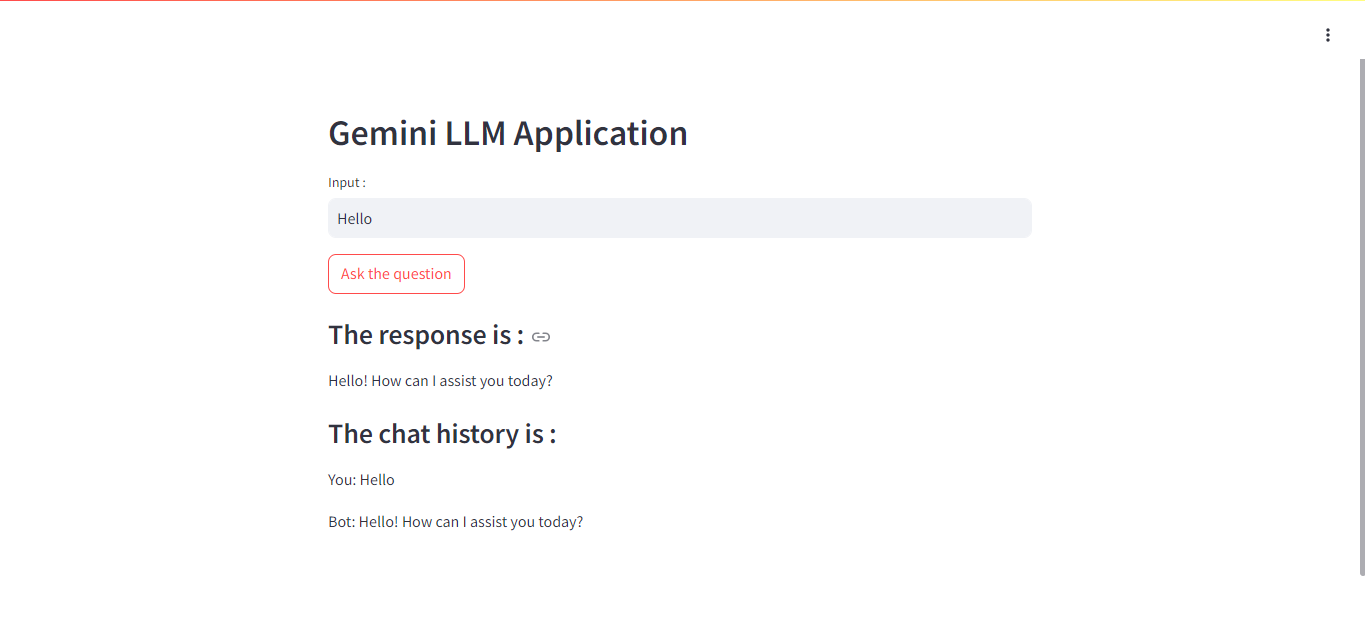 Gemini LLM Application
Input :
Hello
Ask the question
The response is :
Hello! How can I assist you today?
The chat history is :
You: Hello
Bot: Hello! How can I assist you today?